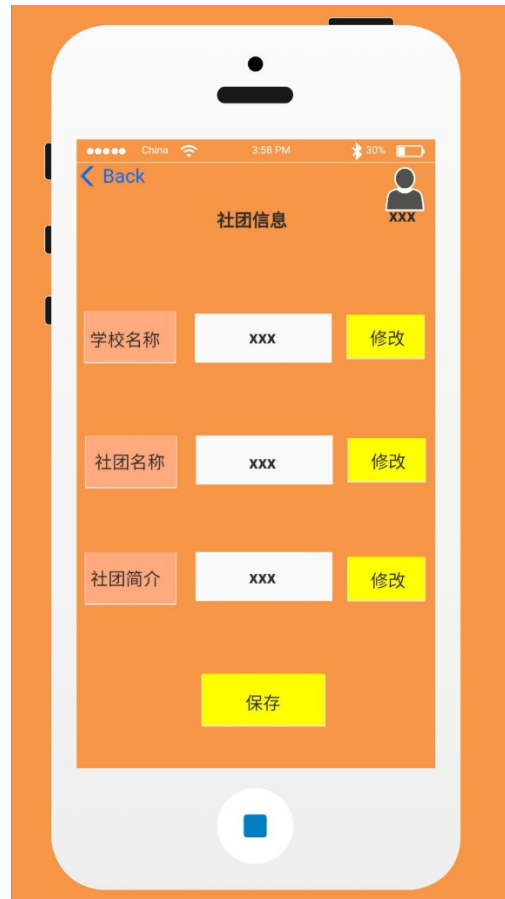 China 3:58 PM 30%
Back
社团信息
xxx
学校名称 xxx 修改
社团名称 xxx 修改
社团简介 xxx 修改
保存